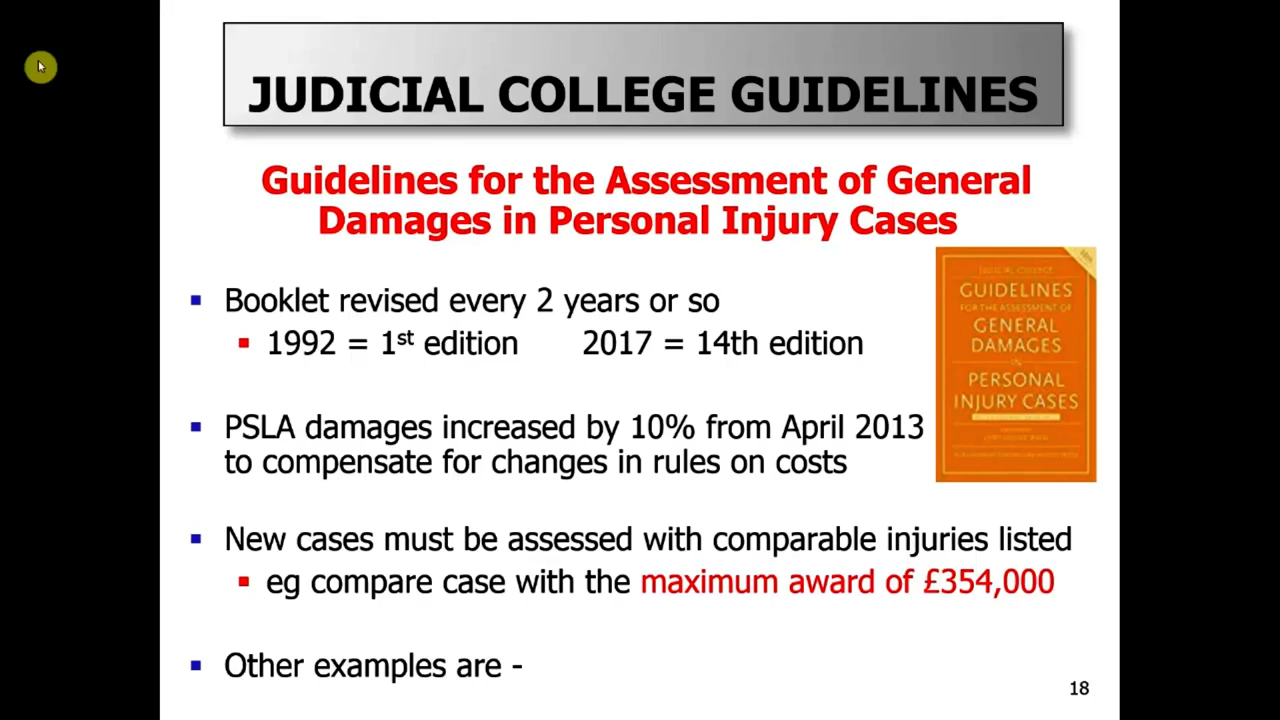 JUDICIAL COLLEGE GUIDELINES
Guidelines for the Assessment of General
Damages in Personal Injury Cases
Booklet revised every 2 years or so
1992 = 1st edition 2017 = 14th edition
PSLA damages increased by 10% from April 2013
to compensate for changes in rules on costs
New cases must be assessed with comparable injuries listed
eg compare case with the maximum award of £354,000
Other examples are -
18
JUDICIAL COLLEGE
GUIDELINES
FOR THE ASSESSMENT OF
GENERAL
DAMAGES
IN
PERSONAL
INJURY CASES